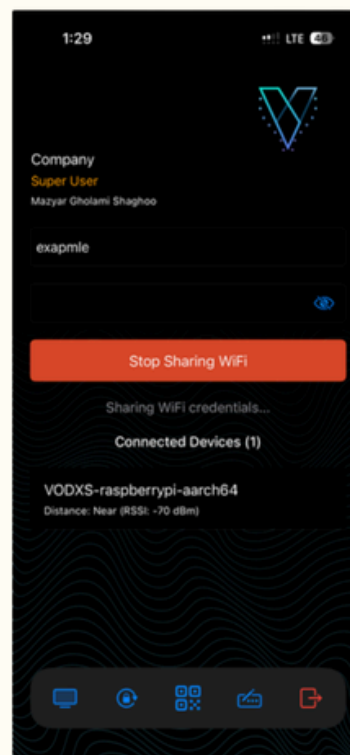 1:29
LTE 46
Company
Super User
Mazyar Gholami Shaghoo
exapmle
Stop Sharing WiFi
Sharing WiFi credentials...
Connected Devices (1)
VODXS-raspberrypi-aarch64
Distance: Near (RSSI: -70 dBm)